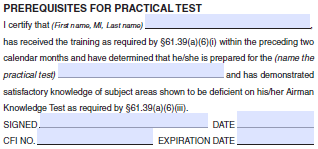 PREREQUISITES FOR PRACTICAL TEST
I certify that (First name, MI, Last name)
has received the training as required by §61.39(a)(6)(i) within the preceding two
calendar months and have determined that he/she is prepared for the (name the
practical test) and has demonstrated
satisfactory knowledge of subject areas shown to be deficient on his/her Airman
Knowledge Test as required by §61.39(a)(6)(iii).
SIGNED DATE
CFI NO. EXPIRATION DATE